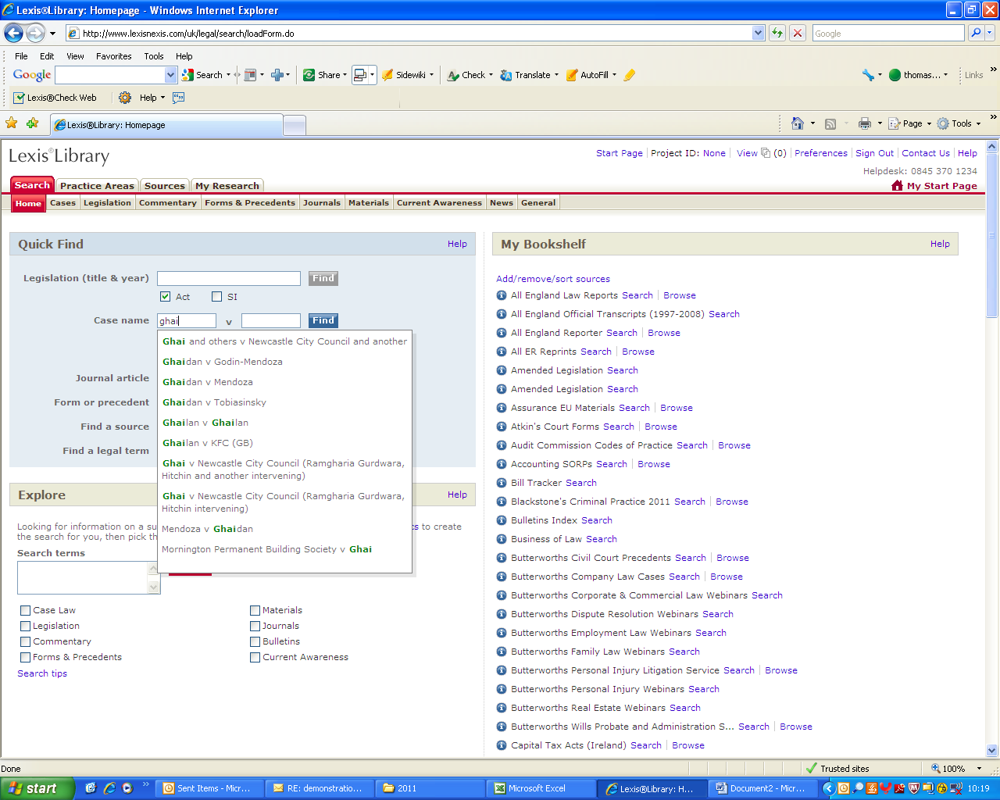 Lexis®Library: Homepage - Windows Internet Explorer
http://www.lexisnexis.com/uk/legal/search/loadForm.do
Google
File Edit View Favorites Tools Help
Google Search Share Sidewiki Check Translate AutoFill thomas... Links
Lexis®Check Web Help
Lexis®Library: Homepage Page Tools
Lexis®Library
Start Page Project ID: None View (0) Preferences Sign Out Contact Us Help
Helpdesk: 0845 370 1234
Search Practice Areas Sources My Research My Start Page
Home Cases Legislation Commentary Forms & Precedents Journals Materials Current Awareness News General
Quick Find Help
Legislation (title & year) Find
Act SI
Case name ghai v Find
Ghai and others v Newcastle City Council and another
Ghaidan v Godin-Mendoza
Ghaidan v Mendoza
Ghaidan v Tobiasinsky
Ghailan v Ghailan
Ghailan v KFC (GB)
Ghai v Newcastle City Council (Ramgharia Gurdwara,
Hitchin and another intervening)
Ghai v Newcastle City Council (Ramgharia Gurdwara,
Hitchin intervening)
Mendoza v Ghaidan
Mornington Permanent Building Society v Ghai
Journal article
Form or precedent
Find a source
Find a legal term
Explore Help
Looking for information on a su cs to create
the search for you, then pick th
Search terms
Case Law Materials
Legislation Journals
Commentary Bulletins
Forms & Precedents Current Awareness
Search tips
My Bookshelf Help
Add/remove/sort sources
All England Law Reports Search Browse
All England Official Transcripts (1997-2008) Search
All England Reporter Search Browse
All ER Reprints Search Browse
Amended Legislation Search
Amended Legislation Search
Assurance EU Materials Search Browse
Atkin's Court Forms Search Browse
Audit Commission Codes of Practice Search Browse
Accounting SORPs Search Browse
Bill Tracker Search
Blackstone's Criminal Practice 2011 Search Browse
Bulletins Index Search
Business of Law Search
Butterworths Civil Court Precedents Search Browse
Butterworths Company Law Cases Search Browse
Butterworths Corporate & Commercial Law Webinars Search
Butterworths Dispute Resolution Webinars Search
Butterworths Employment Law Webinars Search
Butterworths Family Law Webinars Search
Butterworths Personal Injury Litigation Service Search Browse
Butterworths Personal Injury Webinars Search
Butterworths Real Estate Webinars Search
Butterworths Wills Probate and Administration S... Search Browse
Capital Tax Acts (Ireland) Search Browse
Done Trusted sites 100%
start Sent Items - Micr... RE: demonstratio... 2011 Microsoft Excel Lexis®Library: H... Document2 - Micr... 10:19